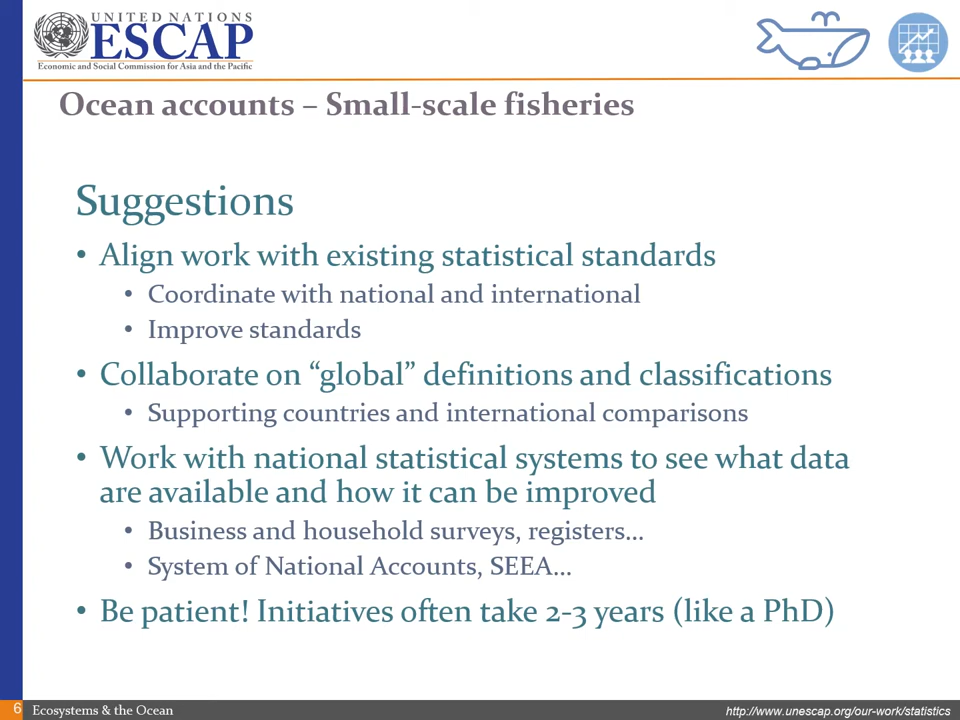 UNITED NATIONS
ESCAP
Economic and Social Commission for Asia and the Pacific
Ocean accounts – Small-scale fisheries
Suggestions
• Align work with existing statistical standards
• Coordinate with national and international
• Improve standards
• Collaborate on “global” definitions and classifications
• Supporting countries and international comparisons
• Work with national statistical systems to see what data
are available and how it can be improved
• Business and household surveys, registers…
• System of National Accounts, SEEA…
• Be patient! Initiatives often take 2-3 years (like a PhD)
6 Ecosystems & the Ocean
http://www.unescap.org/our-work/statistics